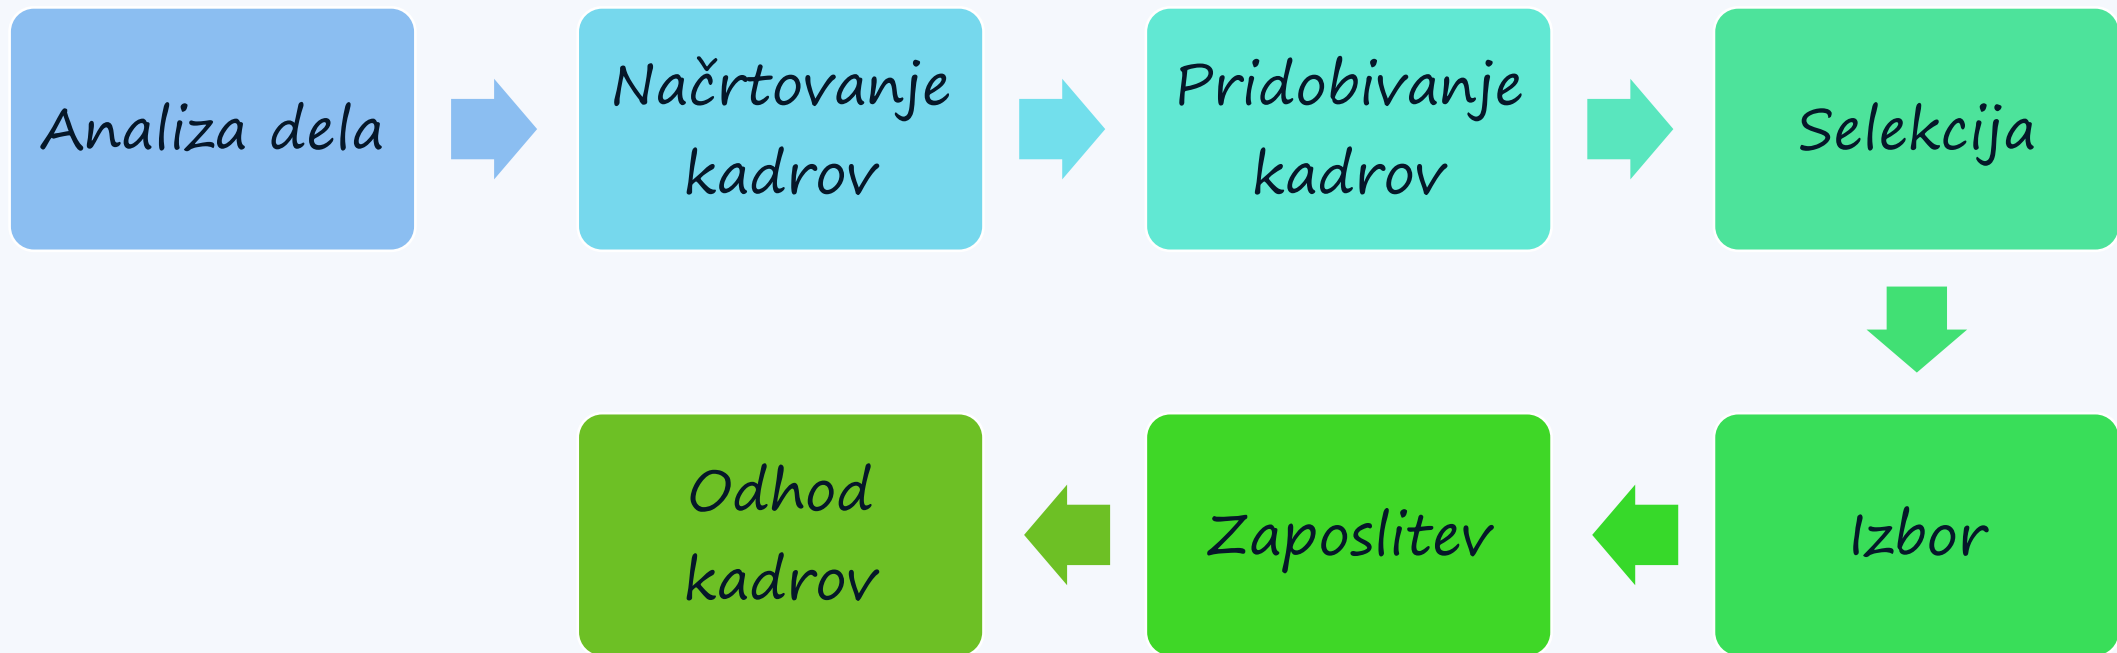 Analiza dela
Načrtovanje
kadrov
Pridobivanje
kadrov
Selekcija
Izbor
Zaposlitev
Odhod
kadrov